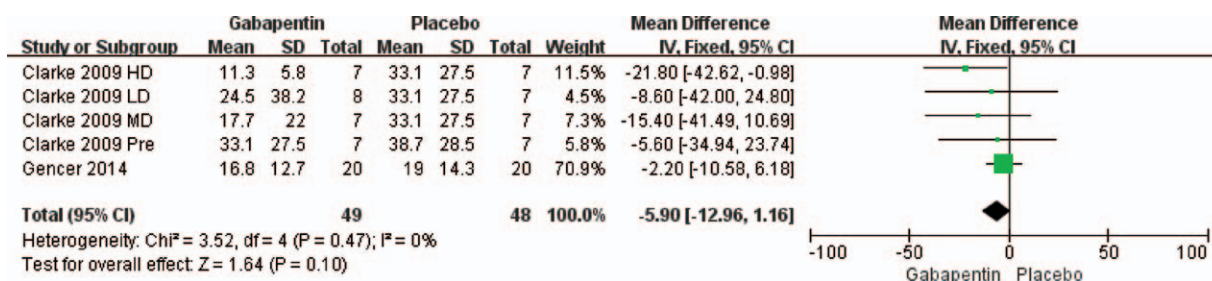 Gabapentin Placebo Mean Difference Mean Difference
Study or Subgroup Mean SD Total Mean SD Total Weight IV, Fixed, 95% CI IV, Fixed, 95% CI
Clarke 2009 HD 11.3 5.8 7 33.1 27.5 7 11.5% -21.80 [-42.62, -0.98]
Clarke 2009 LD 24.5 38.2 8 33.1 27.5 7 4.5% -8.60 [-42.00, 24.80]
Clarke 2009 MD 17.7 22 7 33.1 27.5 7 7.3% -15.40 [-41.49, 10.69]
Clarke 2009 Pre 33.1 27.5 7 38.7 28.5 7 5.8% -5.60 [-34.94, 23.74]
Gencer 2014 16.8 12.7 20 19 14.3 20 70.9% -2.20 [-10.58, 6.18]
Total (95% CI) 49 48 100.0% -5.90 [-12.96, 1.16]
Heterogeneity: Chi² = 3.52, df = 4 (P = 0.47); I² = 0%
Test for overall effect: Z = 1.64 (P = 0.10)
-100 -50 0 50 100
Gabapentin Placebo